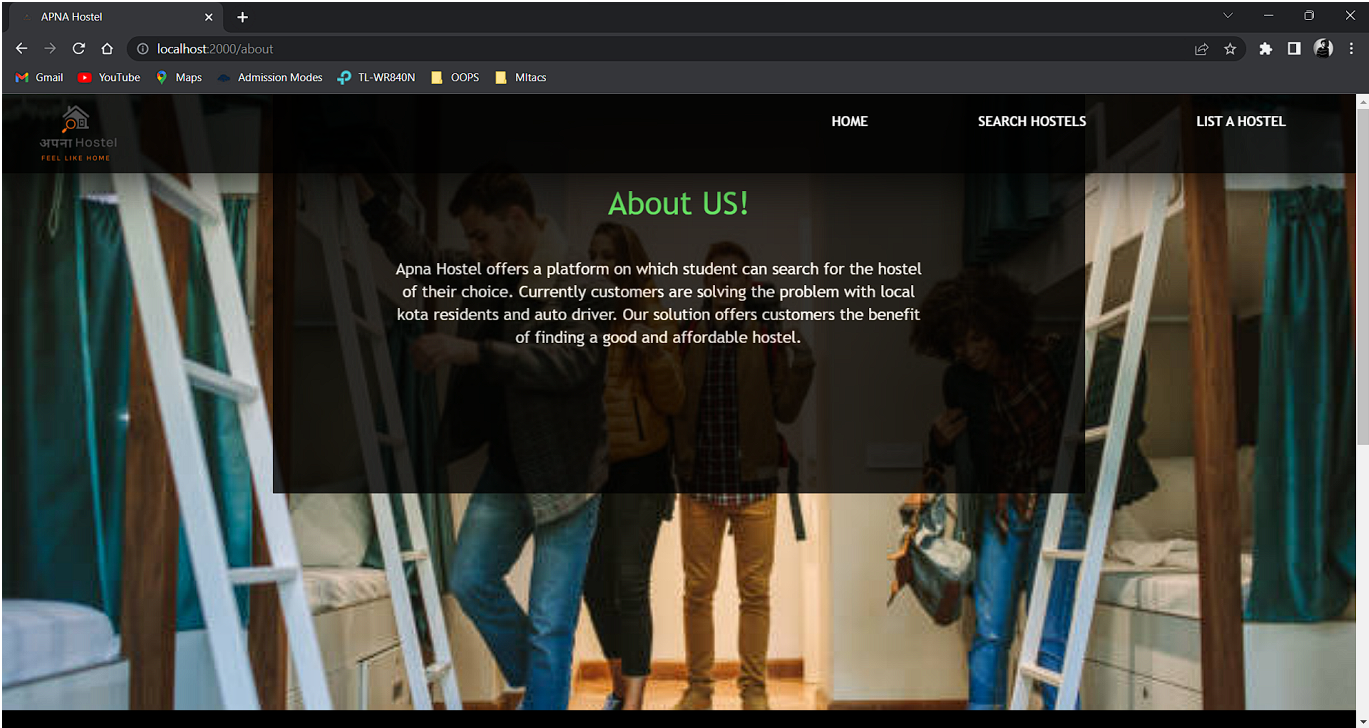 APNA Hostel
localhost:2000/about
Gmail YouTube Maps Admission Modes TL-WR840N OOPS MItacs
अपना Hostel
FEEL LIKE HOME
HOME SEARCH HOSTELS LIST A HOSTEL
About US!
Apna Hostel offers a platform on which student can search for the hostel
of their choice. Currently customers are solving the problem with local
kota residents and auto driver. Our solution offers customers the benefit
of finding a good and affordable hostel.